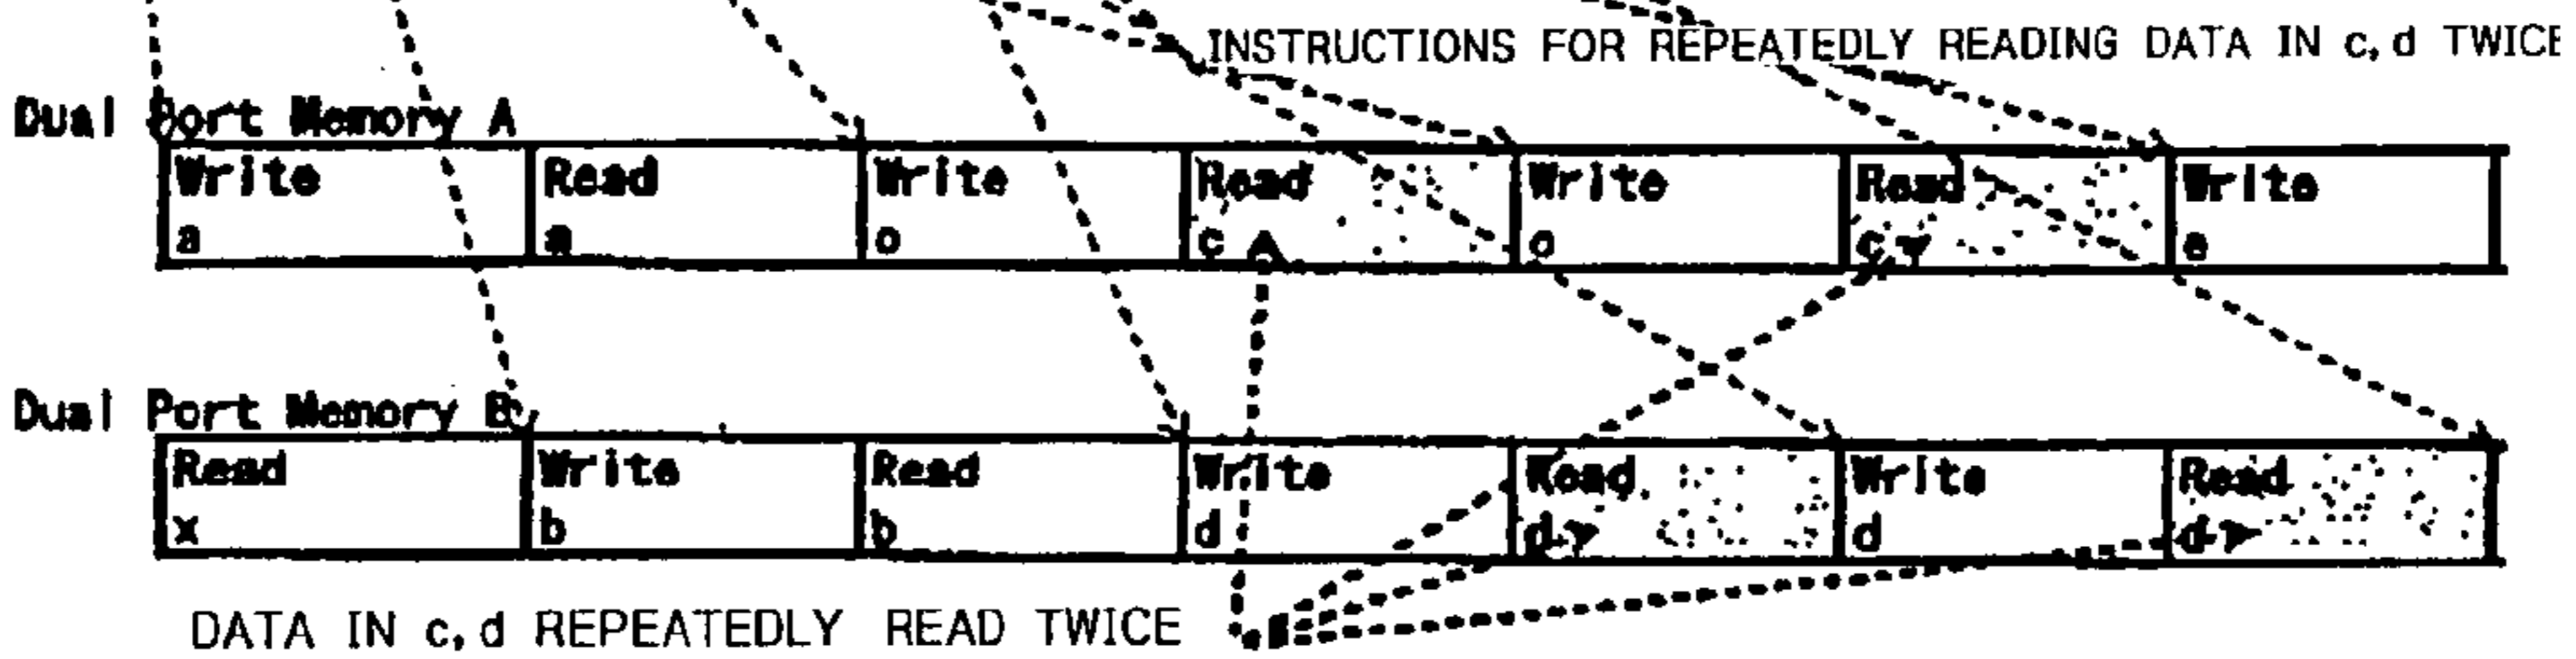 INSTRUCTIONS FOR REPEATEDLY READING DATA IN c, d TWICE
Dual Port Memory A
Write Read Write Read Write Read Write
a a c c c c e
Dual Port Memory B
Read Write Read Write Read Write Read
x b b d d d d
DATA IN c, d REPEATEDLY READ TWICE